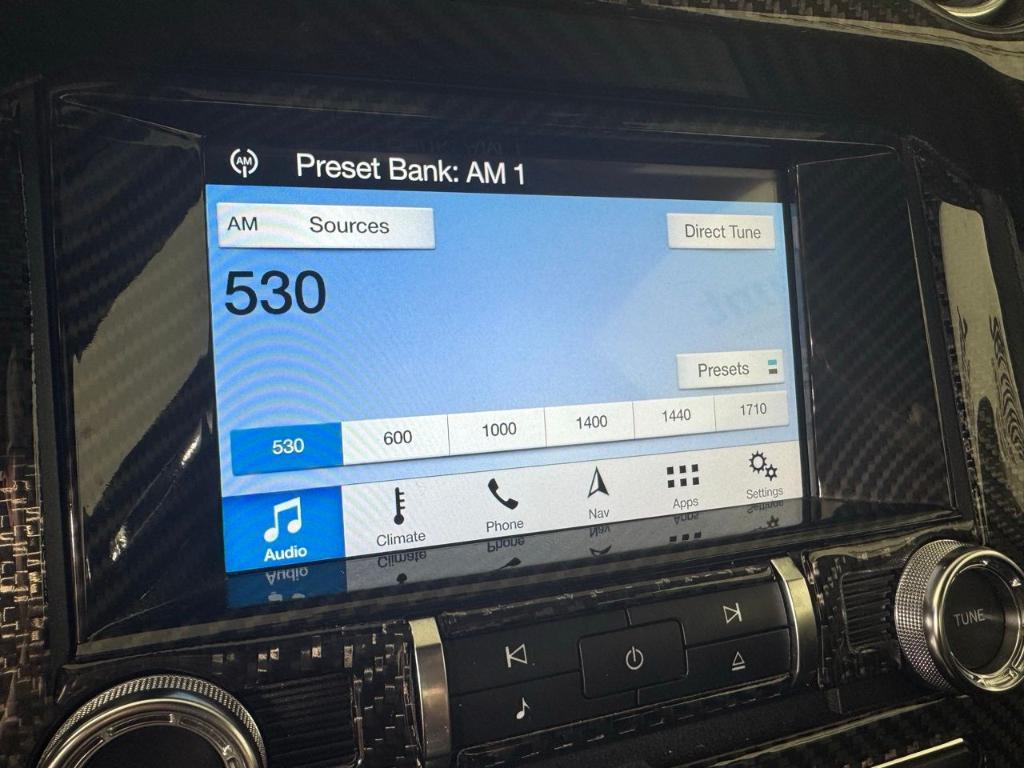 AM Preset Bank: AM 1
AM Sources Direct Tune
530
Presets
530 600 1000 1400 1440 1710
Audio Climate Phone Nav Apps Settings
TUNE